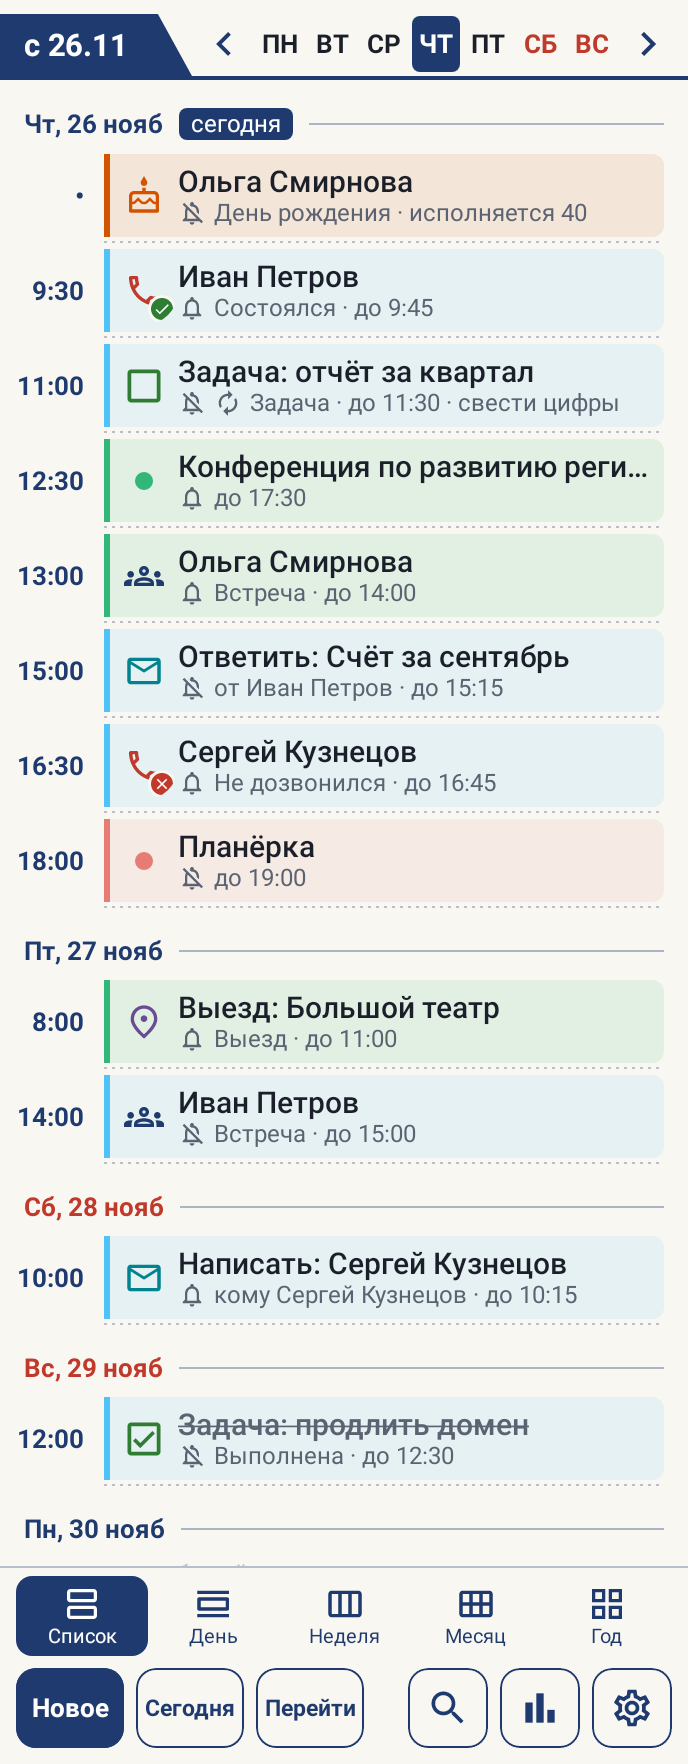 с 26.11 ПН ВТ СР ЧТ ПТ СБ ВС
Чт, 26 нояб сегодня
Ольга Смирнова
День рождения · исполняется 40
9:30 Иван Петров
Состоялся · до 9:45
11:00 Задача: отчёт за квартал
Задача · до 11:30 · свести цифры
12:30 Конференция по развитию реги...
до 17:30
13:00 Ольга Смирнова
Встреча · до 14:00
15:00 Ответить: Счёт за сентябрь
от Иван Петров · до 15:15
16:30 Сергей Кузнецов
Не дозвонился · до 16:45
18:00 Планёрка
до 19:00
Пт, 27 нояб
8:00 Выезд: Большой театр
Выезд · до 11:00
14:00 Иван Петров
Встреча · до 15:00
Сб, 28 нояб
10:00 Написать: Сергей Кузнецов
кому Сергей Кузнецов · до 10:15
Вс, 29 нояб
12:00 Задача: продлить домен
Выполнена · до 12:30
Пн, 30 нояб
Список День Неделя Месяц Год
Новое Сегодня Перейти